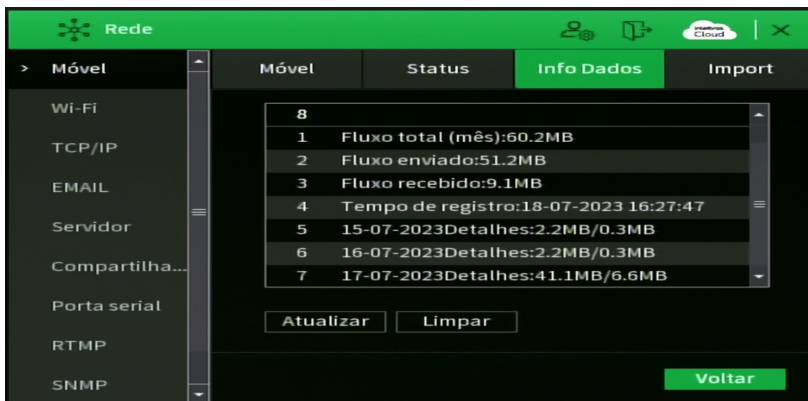 Rede
intelbras
Cloud
> Móvel
Móvel Status Info Dados Import
Wi-Fi
TCP/IP
EMAIL
Servidor
Compartilha...
Porta serial
RTMP
SNMP
8
1 Fluxo total (mês):60.2MB
2 Fluxo enviado:51.2MB
3 Fluxo recebido:9.1MB
4 Tempo de registro:18-07-2023 16:27:47
5 15-07-2023Detalhes:2.2MB/0.3MB
6 16-07-2023Detalhes:2.2MB/0.3MB
7 17-07-2023Detalhes:41.1MB/6.6MB
Atualizar Limpar
Voltar